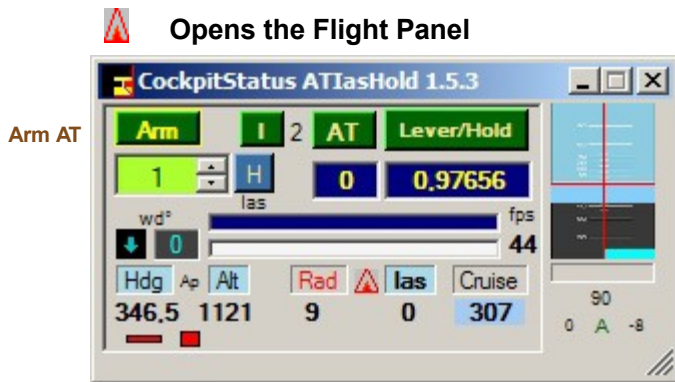 Opens the Flight Panel
CockpitStatus ATIasHold 1.5.3
Arm AT
Arm I 2 AT Lever/Hold
1 H 0 0,97656
Ias
wd° fps
0 44
Hdg Ap Alt Rad Ias Cruise
346,5 1121 9 0 307
90
0 A -8